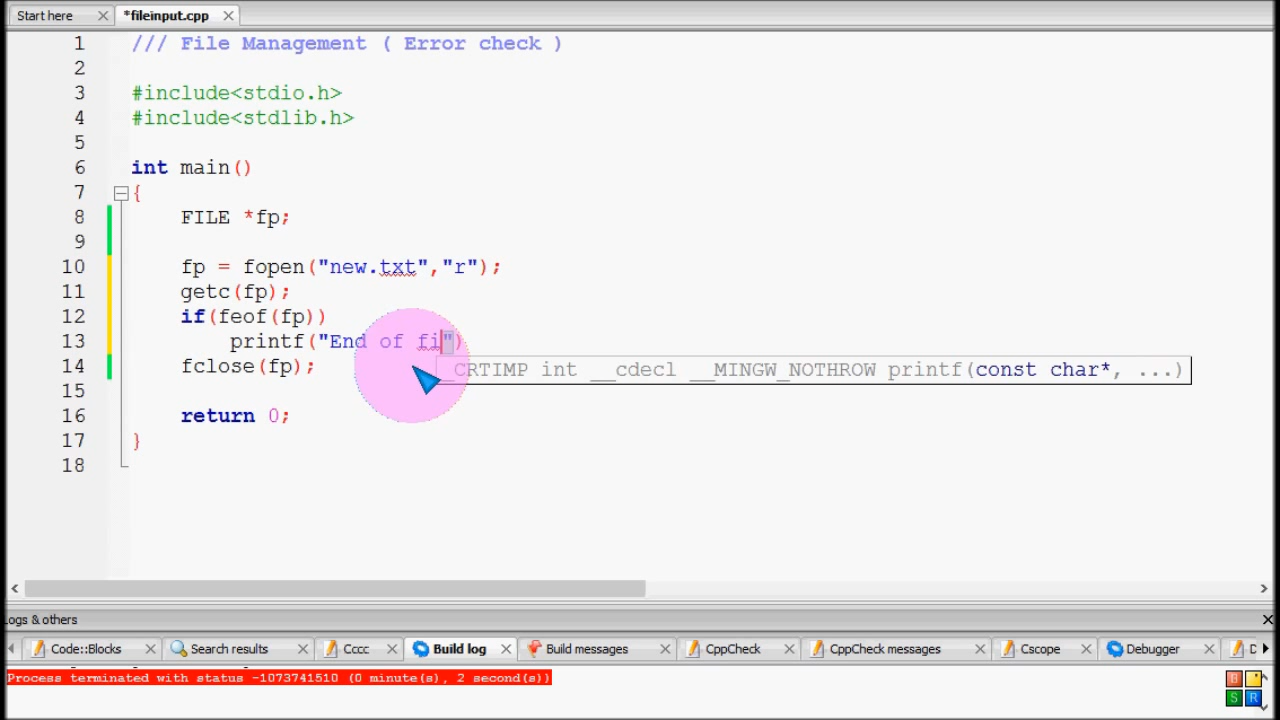 Start here
*fileinput.cpp
1 /// File Management ( Error check )
2
3 #include<stdio.h>
4 #include<stdlib.h>
5
6 int main()
7 {
8 FILE *fp;
9
10 fp = fopen("new.txt","r");
11 getc(fp);
12 if(feof(fp))
13 printf("End of fi")
14 fclose(fp);
_CRTIMP int __cdecl __MINGW_NOTHROW printf(const char*, ...)
15
16 return 0;
17 }
18
Logs & others
Code::Blocks Search results Cccc Build log Build messages CppCheck CppCheck messages Cscope Debugger
Process terminated with status -1073741510 (0 minute(s), 2 second(s))
S R